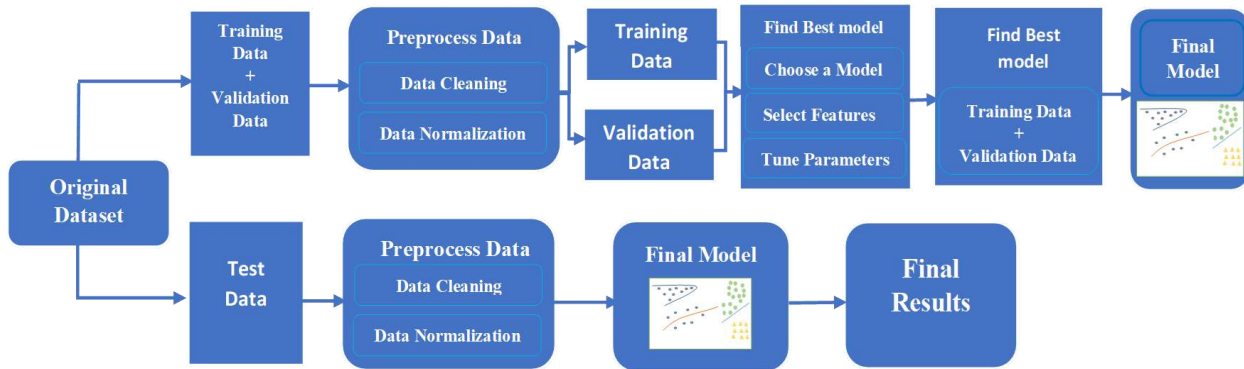 Training
Data
+
Validation
Data
Preprocess Data
Data Cleaning
Data Normalization
Training
Data
Validation
Data
Find Best model
Choose a Model
Select Features
Tune Parameters
Find Best
model
Training Data
+
Validation Data
Final
Model
Original
Dataset
Test
Data
Preprocess Data
Data Cleaning
Data Normalization
Final Model
Final
Results